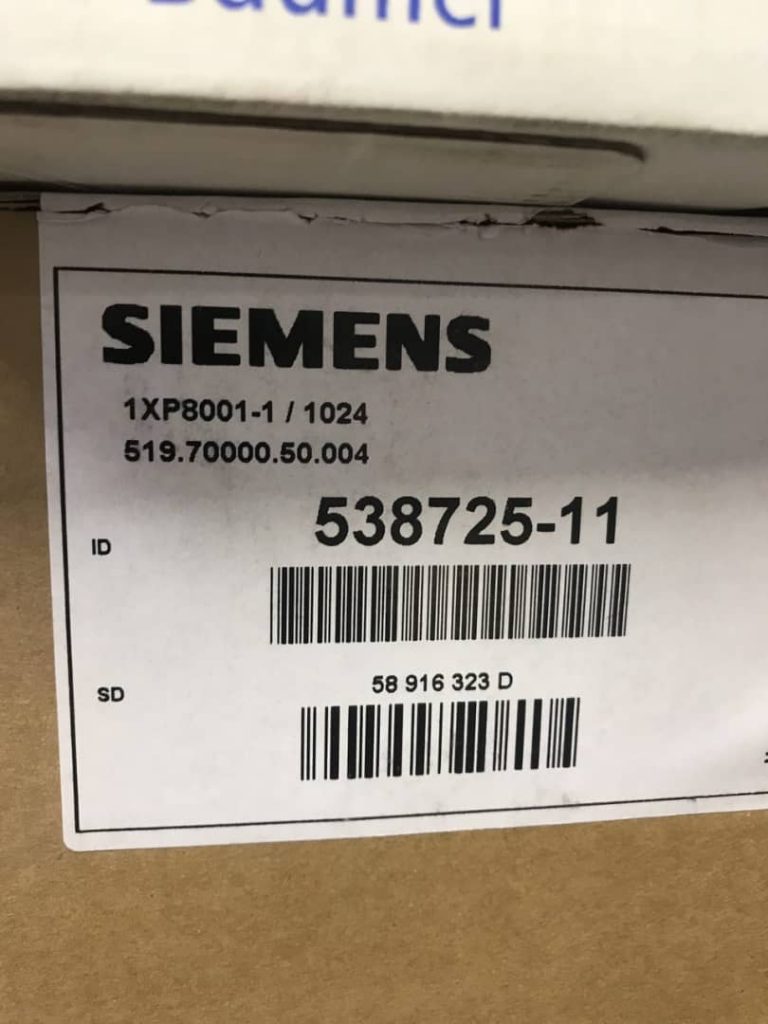 SIEMENS
1XP8001-1 / 1024
519.70000.50.004
ID
538725-11
SD
58 916 323 D